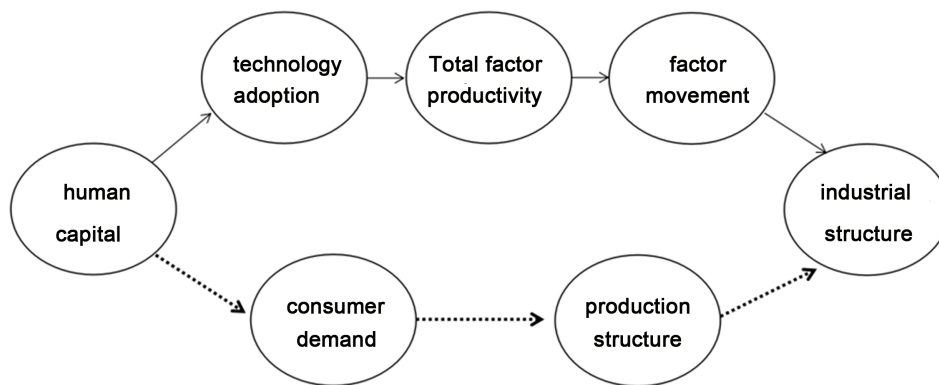 technology
adoption
Total factor
productivity
factor
movement
human
capital
industrial
structure
consumer
demand
production
structure